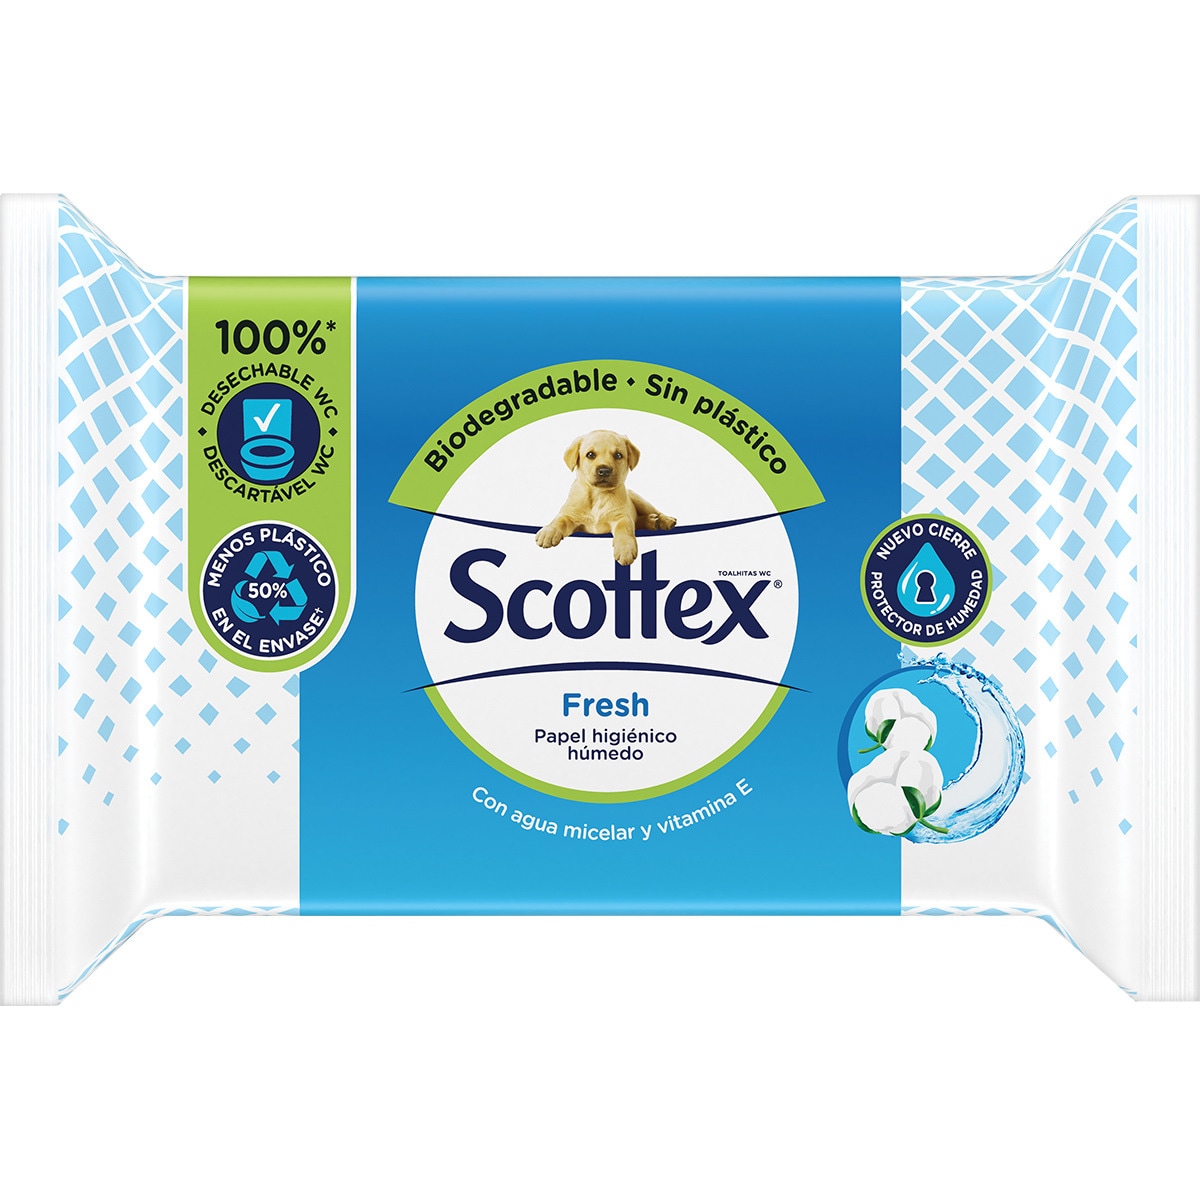 100%*
DESECHABLE WC
DESCARTÁVEL WC
MENOS PLÁSTICO
50%
EN EL ENVASE†
Biodegradable • Sin plástico
TOALHITAS WC
Scottex®
Fresh
Papel higiénico
húmedo
Con agua micelar y vitamina E
NUEVO CIERRE
PROTECTOR DE HUMEDAD